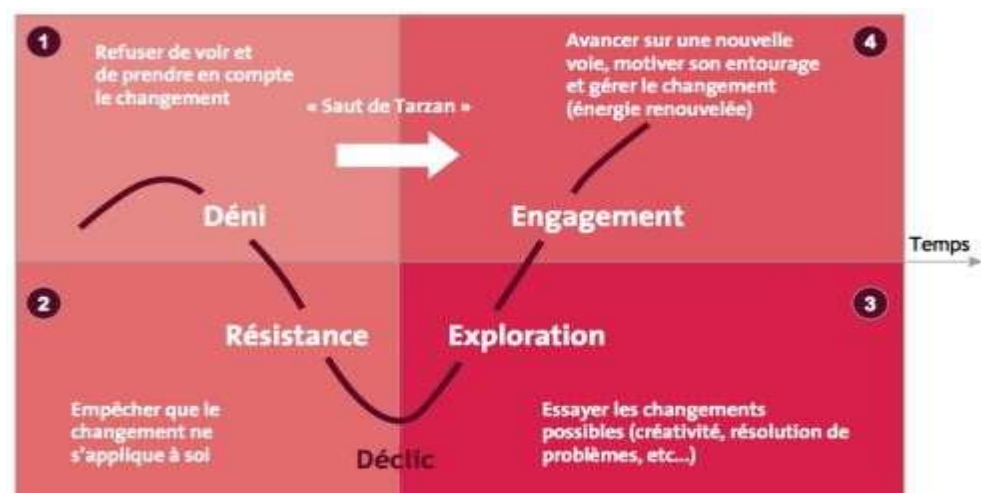 1
Refuser de voir et
de prendre en compte
le changement
« Saut de Tarzan »
Avancer sur une nouvelle
voie, motiver son entourage
et gérer le changement
(énergie renouvelée)
4
Déni
Engagement
Temps
2
Résistance
Exploration
3
Empêcher que le
changement ne
s'applique à soi
Déclic
Essayer les changements
possibles (créativité, résolution de
problèmes, etc...)